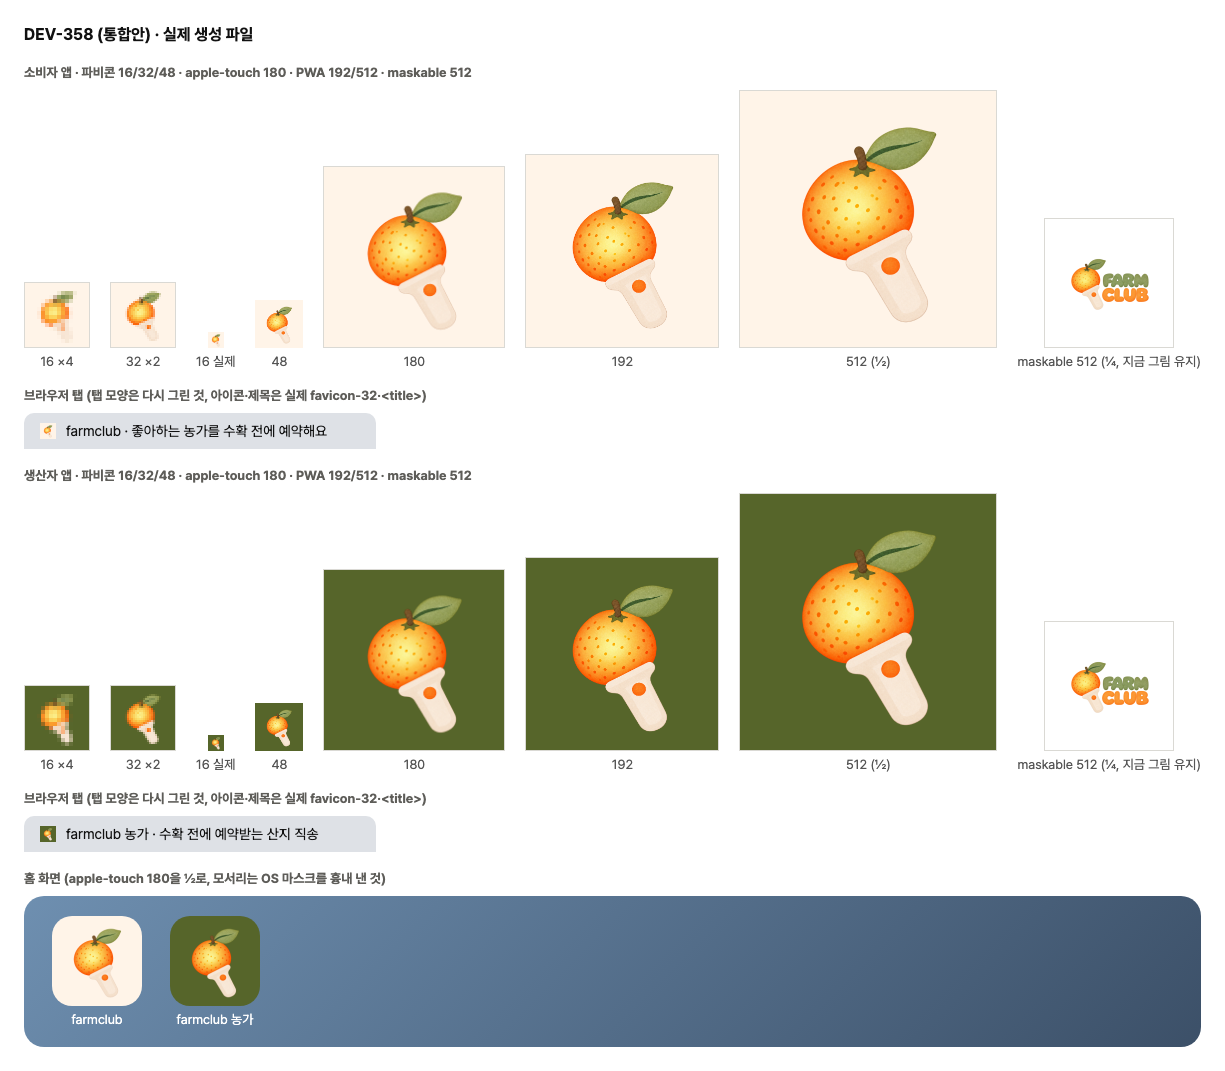 DEV-358 (통합안) · 실제 생성 파일
소비자 앱 · 파비콘 16/32/48 · apple-touch 180 · PWA 192/512 · maskable 512
FARM
CLUB
16 ×4
32 ×2
16 실제
48
180
192
512 (½)
maskable 512 (¼, 지금 그림 유지)
브라우저 탭 (탭 모양은 다시 그린 것, 아이콘·제목은 실제 favicon-32·<title>)
farmclub · 좋아하는 농가를 수확 전에 예약해요
생산자 앱 · 파비콘 16/32/48 · apple-touch 180 · PWA 192/512 · maskable 512
FARM
CLUB
16 ×4
32 ×2
16 실제
48
180
192
512 (½)
maskable 512 (¼, 지금 그림 유지)
브라우저 탭 (탭 모양은 다시 그린 것, 아이콘·제목은 실제 favicon-32·<title>)
farmclub 농가 · 수확 전에 예약받는 산지 직송
홈 화면 (apple-touch 180을 ½로, 모서리는 OS 마스크를 흉내 낸 것)
farmclub
farmclub 농가